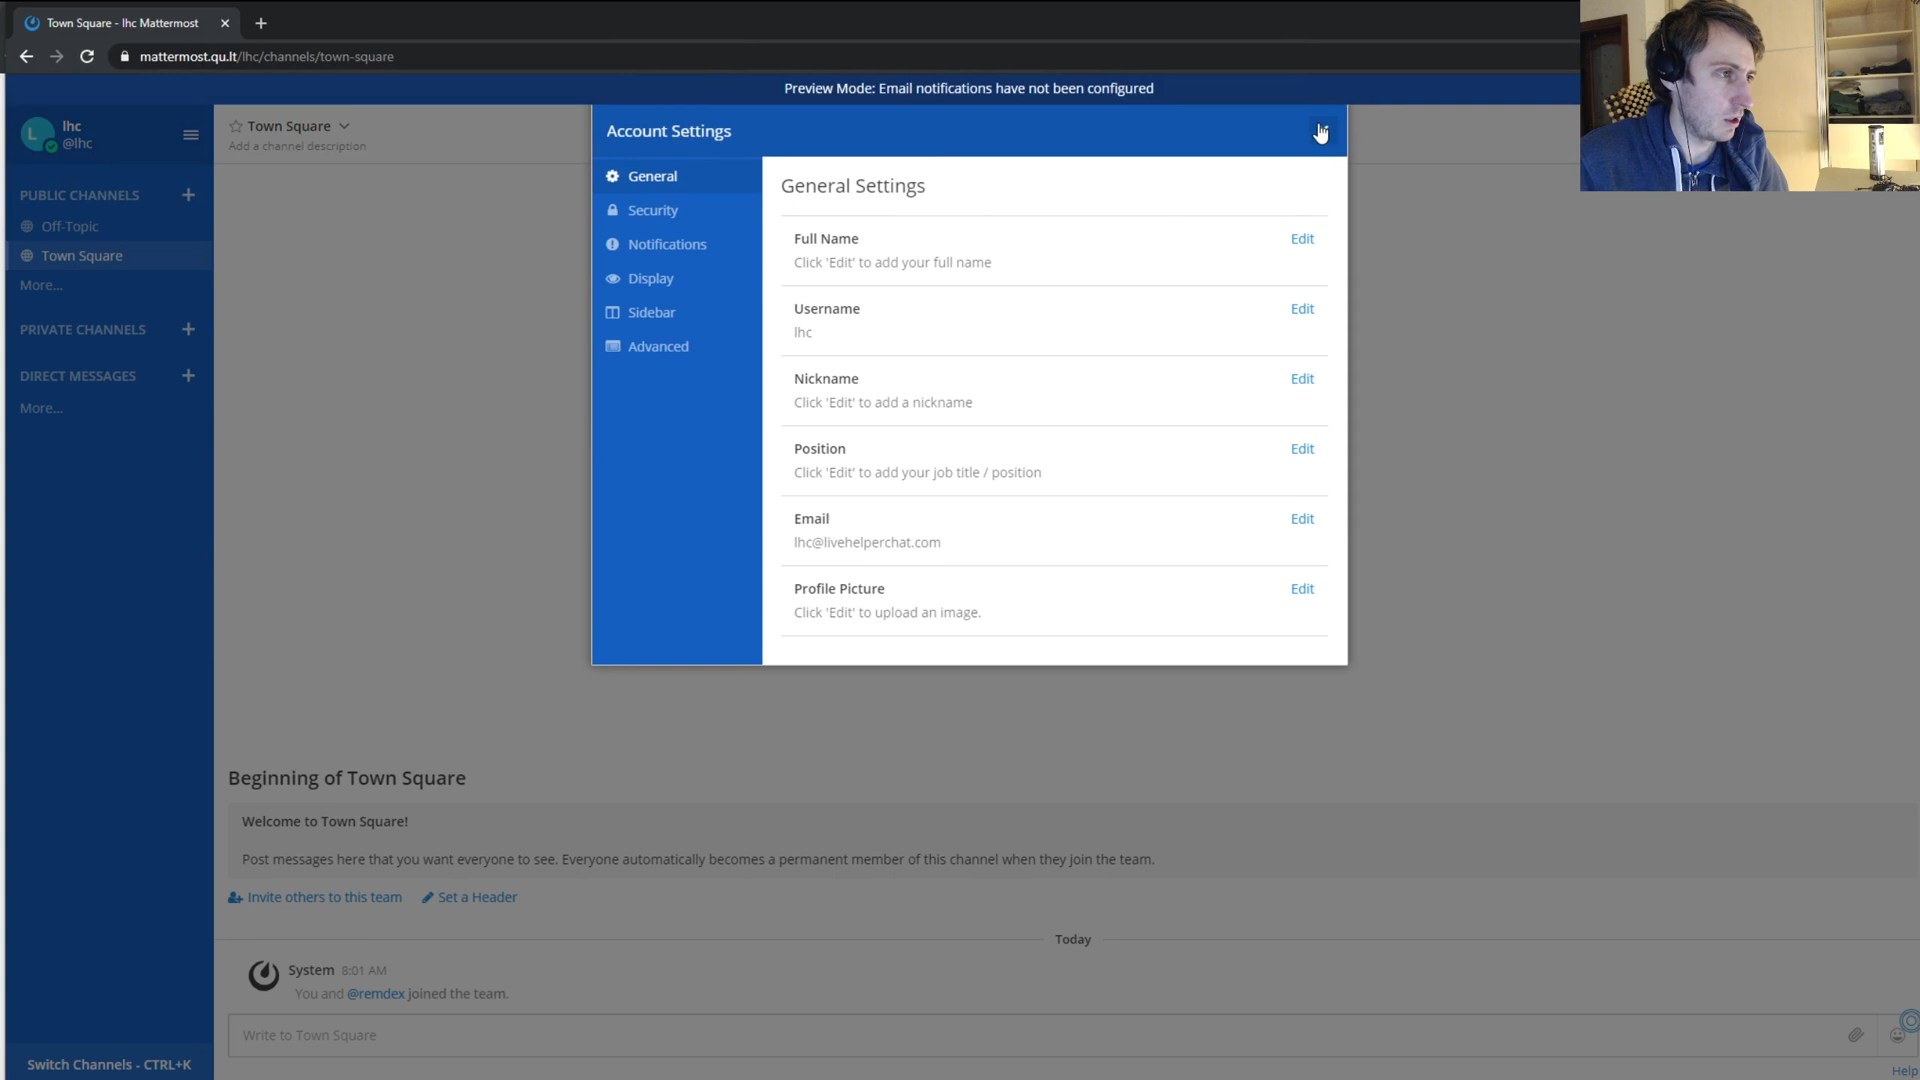 Town Square - lhc Mattermost
mattermost.qu.lt/lhc/channels/town-square
Preview Mode: Email notifications have not been configured
L
lhc
@lhc
Town Square
Add a channel description
PUBLIC CHANNELS
Off-Topic
Town Square
More...
PRIVATE CHANNELS
DIRECT MESSAGES
More...
Account Settings
General
Security
Notifications
Display
Sidebar
Advanced
General Settings
Full Name Edit
Click 'Edit' to add your full name
Username Edit
lhc
Nickname Edit
Click 'Edit' to add a nickname
Position Edit
Click 'Edit' to add your job title / position
Email Edit
lhc@livehelperchat.com
Profile Picture Edit
Click 'Edit' to upload an image.
Beginning of Town Square
Welcome to Town Square!
Post messages here that you want everyone to see. Everyone automatically becomes a permanent member of this channel when they join the team.
Invite others to this team Set a Header
Today
System 8:01 AM
You and @remdex joined the team.
Write to Town Square
Switch Channels - CTRL+K
Help